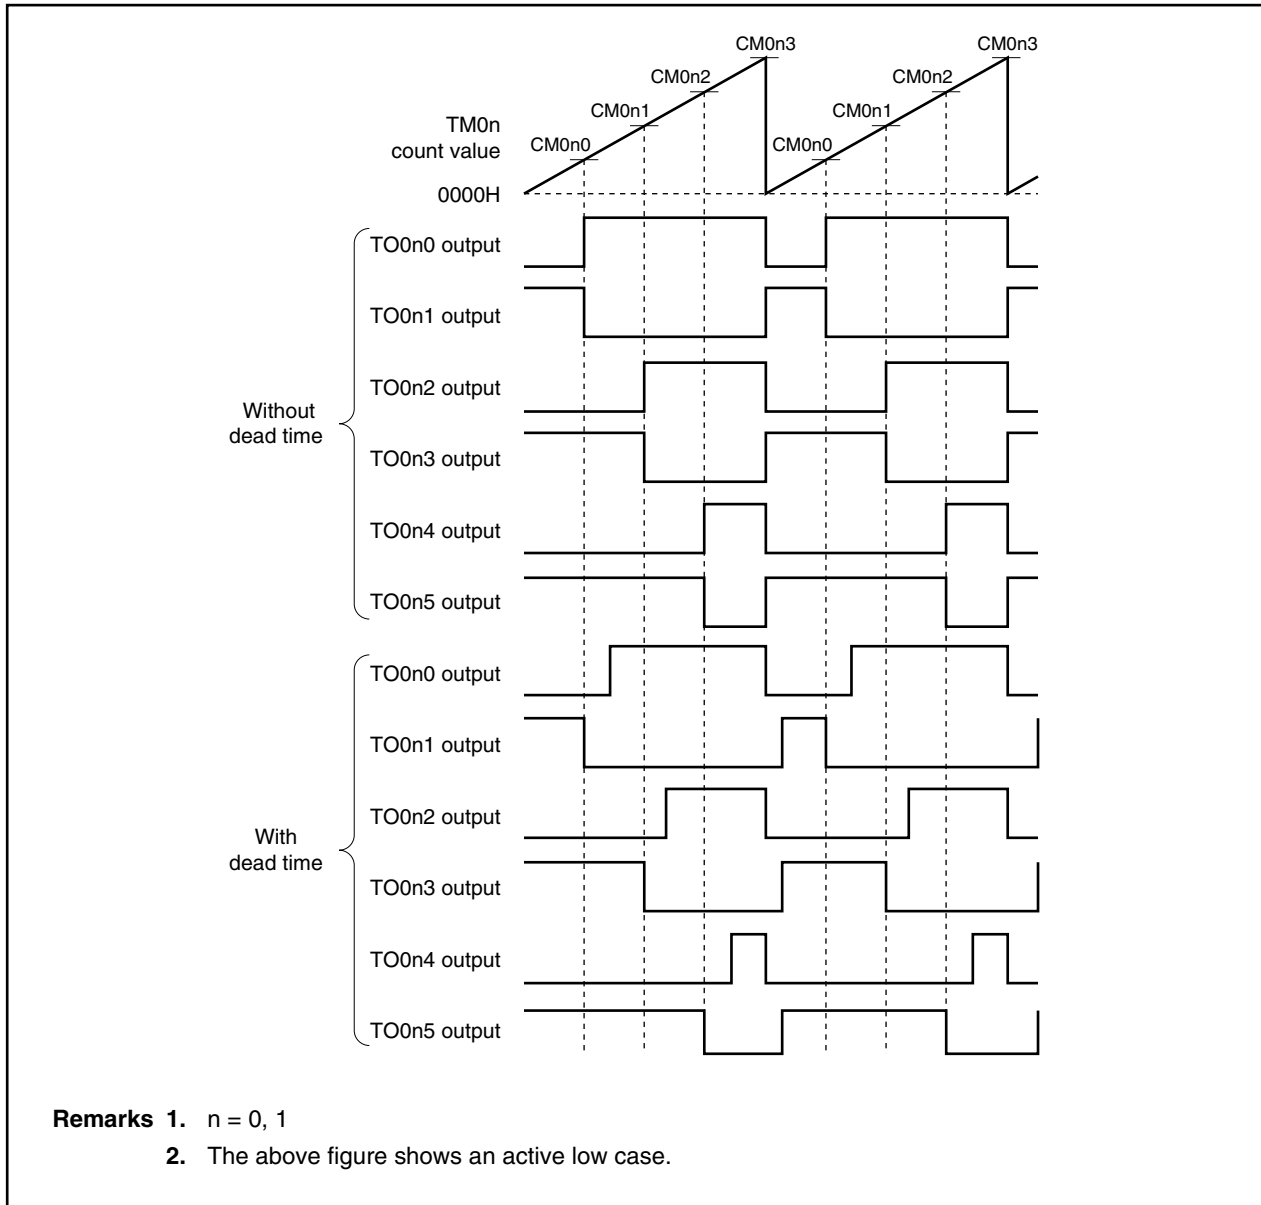 CM0n3 CM0n3
CM0n2 CM0n2
CM0n1 CM0n1
TM0n
count value
CM0n0 CM0n0
0000H
TO0n0 output
TO0n1 output
TO0n2 output
Without
dead time
TO0n3 output
TO0n4 output
TO0n5 output
TO0n0 output
TO0n1 output
TO0n2 output
With
dead time
TO0n3 output
TO0n4 output
TO0n5 output
Remarks 1. n = 0, 1
2. The above figure shows an active low case.